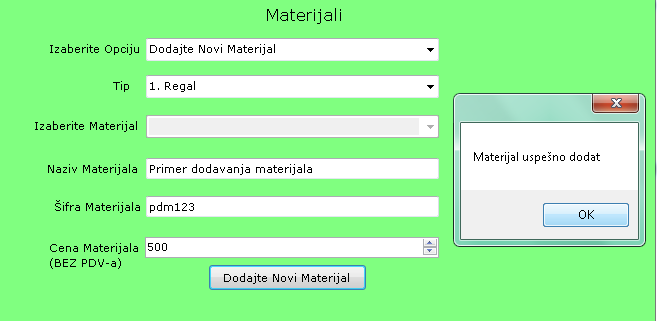 Materijali
Izaberite Opciju Dodajte Novi Materijal
Tip 1. Regal
Izaberite Materijal
Naziv Materijala Primer dodavanja materijala
Šifra Materijala pdm123
Cena Materijala 500
(BEZ PDV-a)
Dodajte Novi Materijal
Materijal uspešno dodat
OK